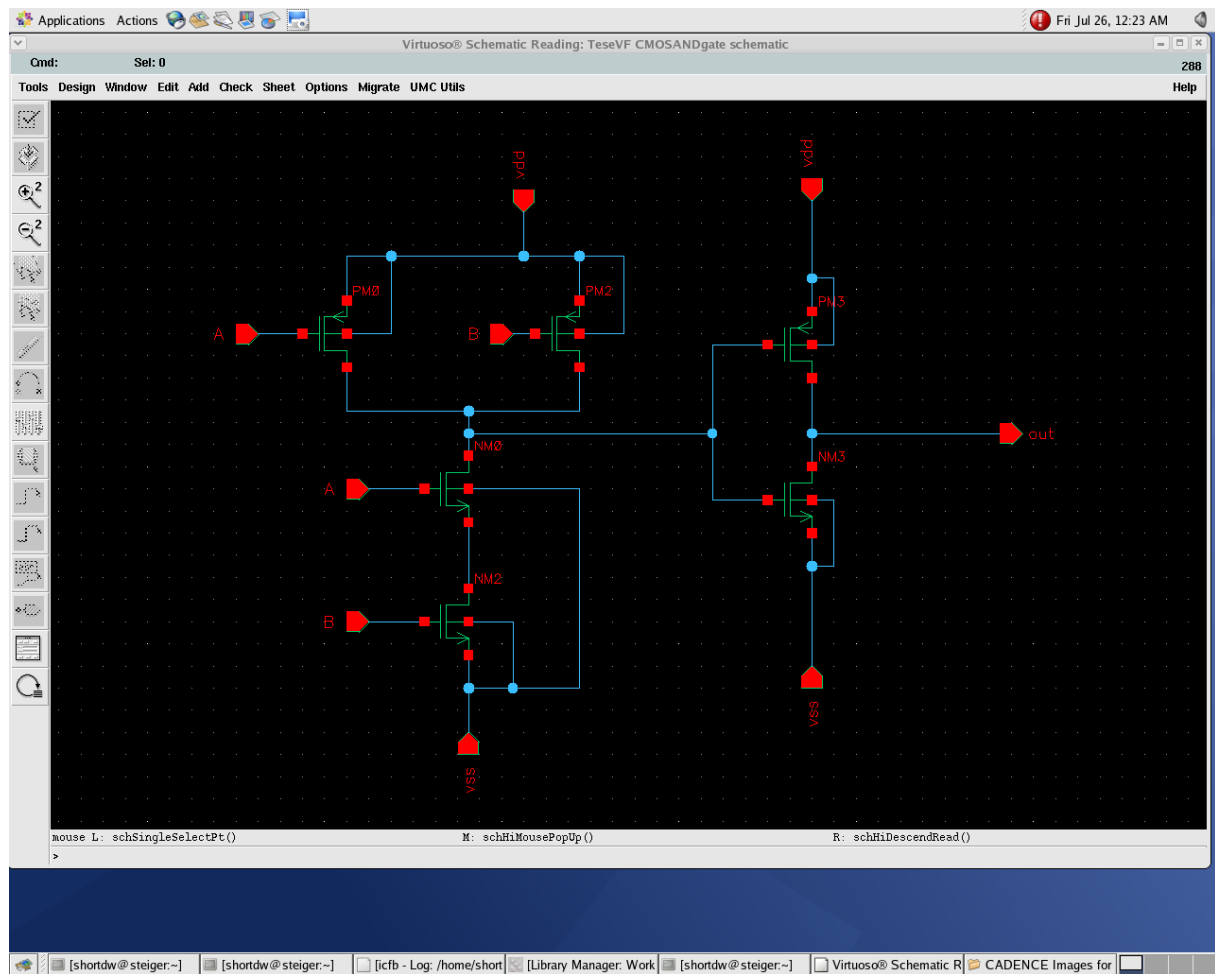 Applications Actions Fri Jul 26, 12:23 AM
Virtuoso® Schematic Reading: TeseVF CMOSANDgate schematic
Cmd: Sel: 0 288
Tools Design Window Edit Add Check Sheet Options Migrate UMC Utils Help
vdd
vdd
PMØ
PM2
PM3
A
B
out
NMØ
NM3
A
NM2
B
vss
vss
mouse L: schSingleSelectPt() M: schHiMousePopUp() R: schHiDescendRead()
>
[shortdw@steiger:~] [shortdw@steiger:~] [icfb - Log: /home/short [Library Manager: Work [shortdw@steiger:~] Virtuoso® Schematic R CADENCE Images for